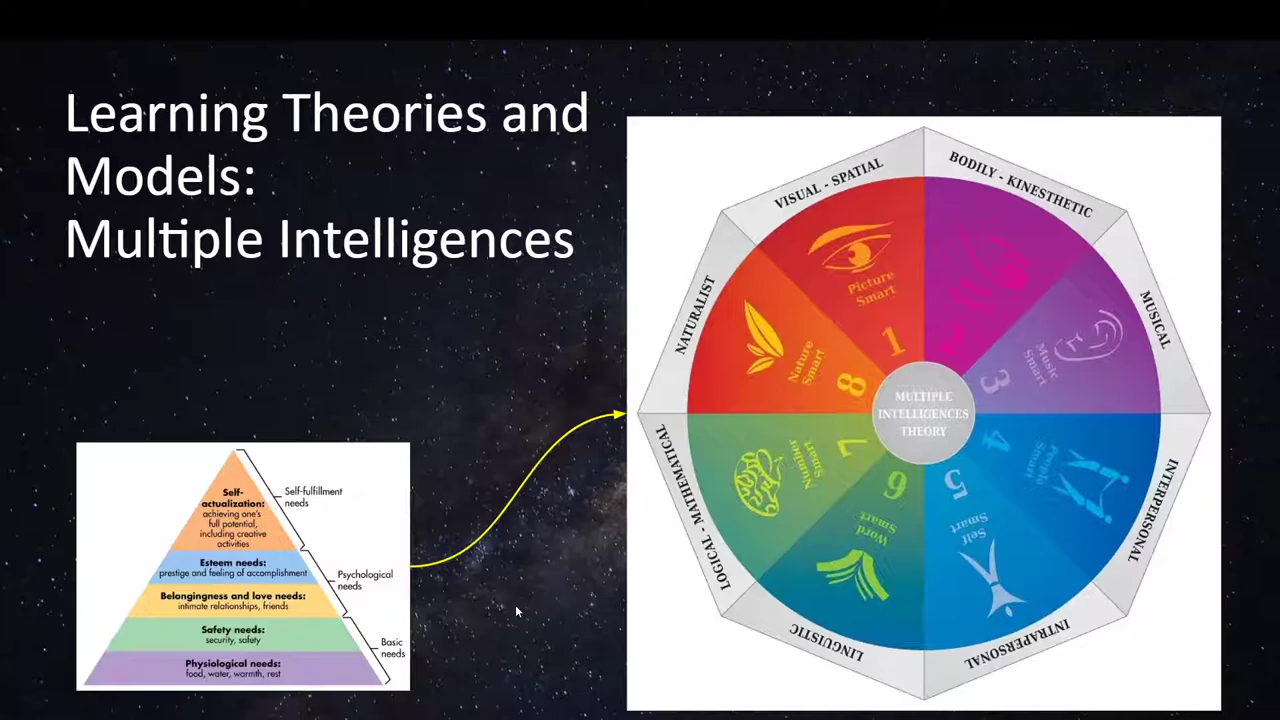 Learning Theories and
Models:
Multiple Intelligences
Self-
actualization:
achieving one's
full potential,
including creative
activities
Self-fulfillment
needs
Esteem needs:
prestige and feeling of accomplishment
Psychological
needs
Belongingness and love needs:
intimate relationships, friends
Safety needs:
security, safety
Basic
needs
Physiological needs:
food, water, warmth, rest
VISUAL - SPATIAL
Picture
Smart
1
BODILY - KINESTHETIC
2
MUSICAL
Music
Smart
3
INTERPERSONAL
People
Smart
4
INTRAPERSONAL
Self
Smart
5
LINGUISTIC
Word
Smart
6
LOGICAL - MATHEMATICAL
Number
Smart
7
NATURALIST
Nature
Smart
8
MULTIPLE
INTELLIGENCES
THEORY